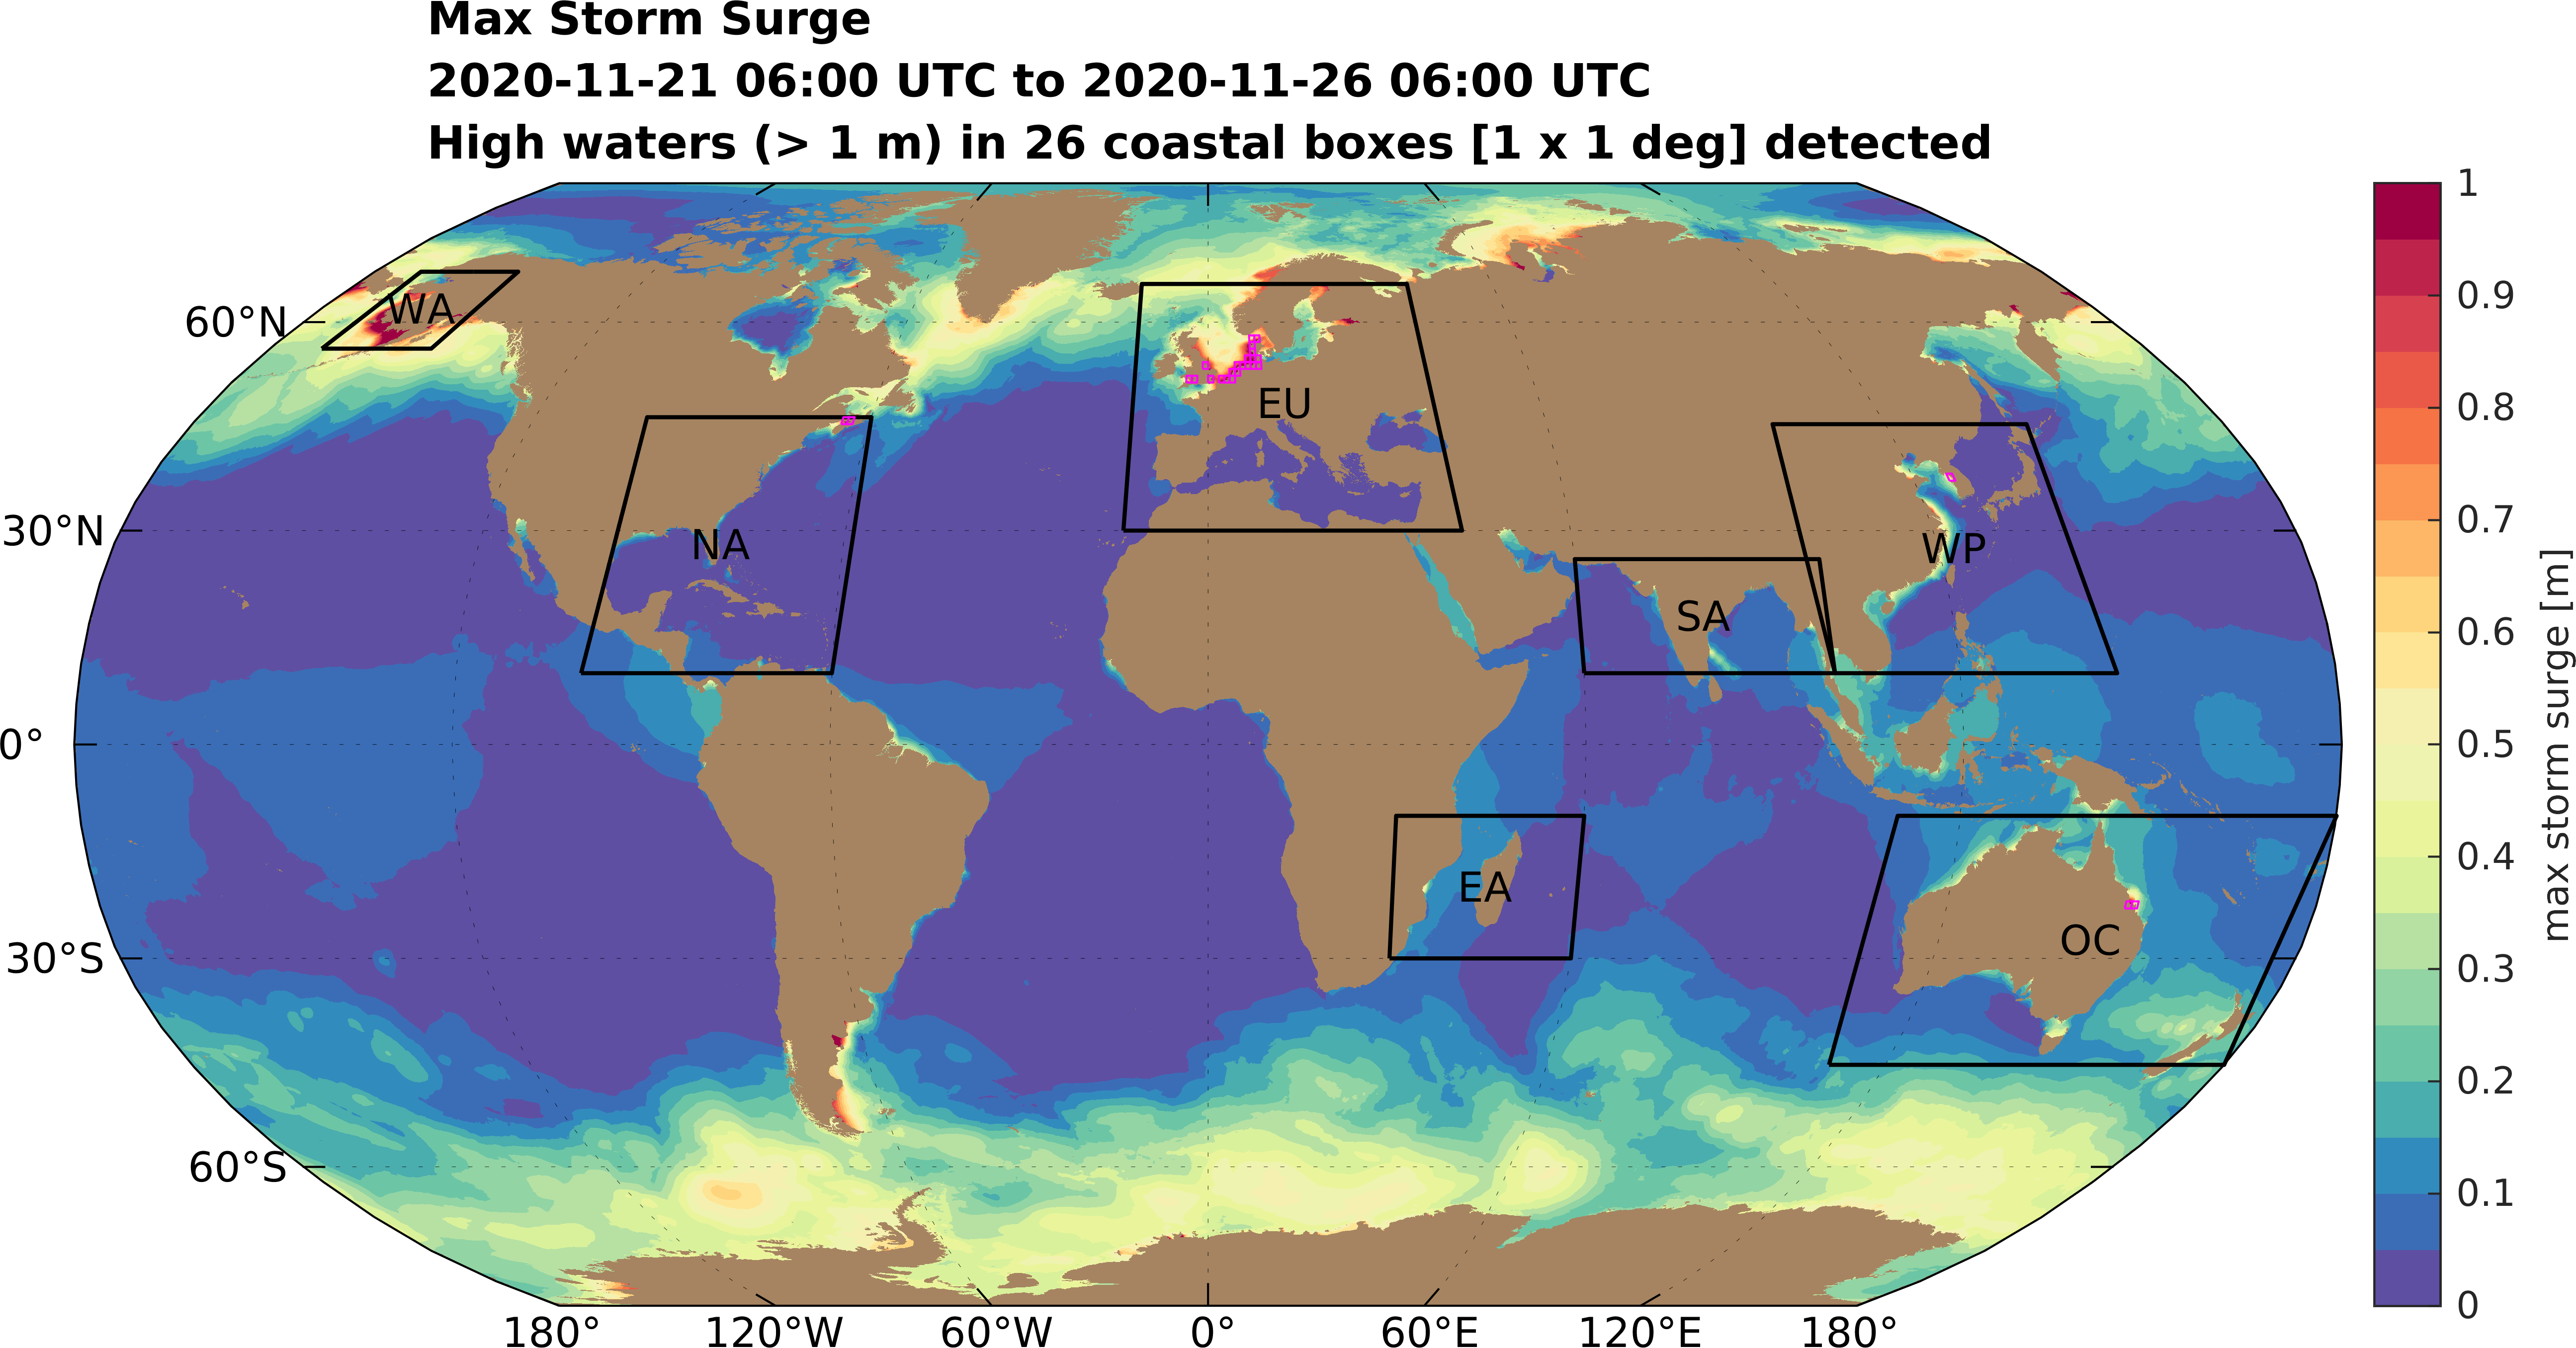 Max Storm Surge
2020-11-21 06:00 UTC to 2020-11-26 06:00 UTC
High waters (> 1 m) in 26 coastal boxes [1 x 1 deg] detected
60°N
30°N
0°
30°S
60°S
180°
120°W
60°W
0°
60°E
120°E
180°
WA
NA
EU
SA
WP
EA
OC
1
0.9
0.8
0.7
0.6
0.5
0.4
0.3
0.2
0.1
0
max storm surge [m]